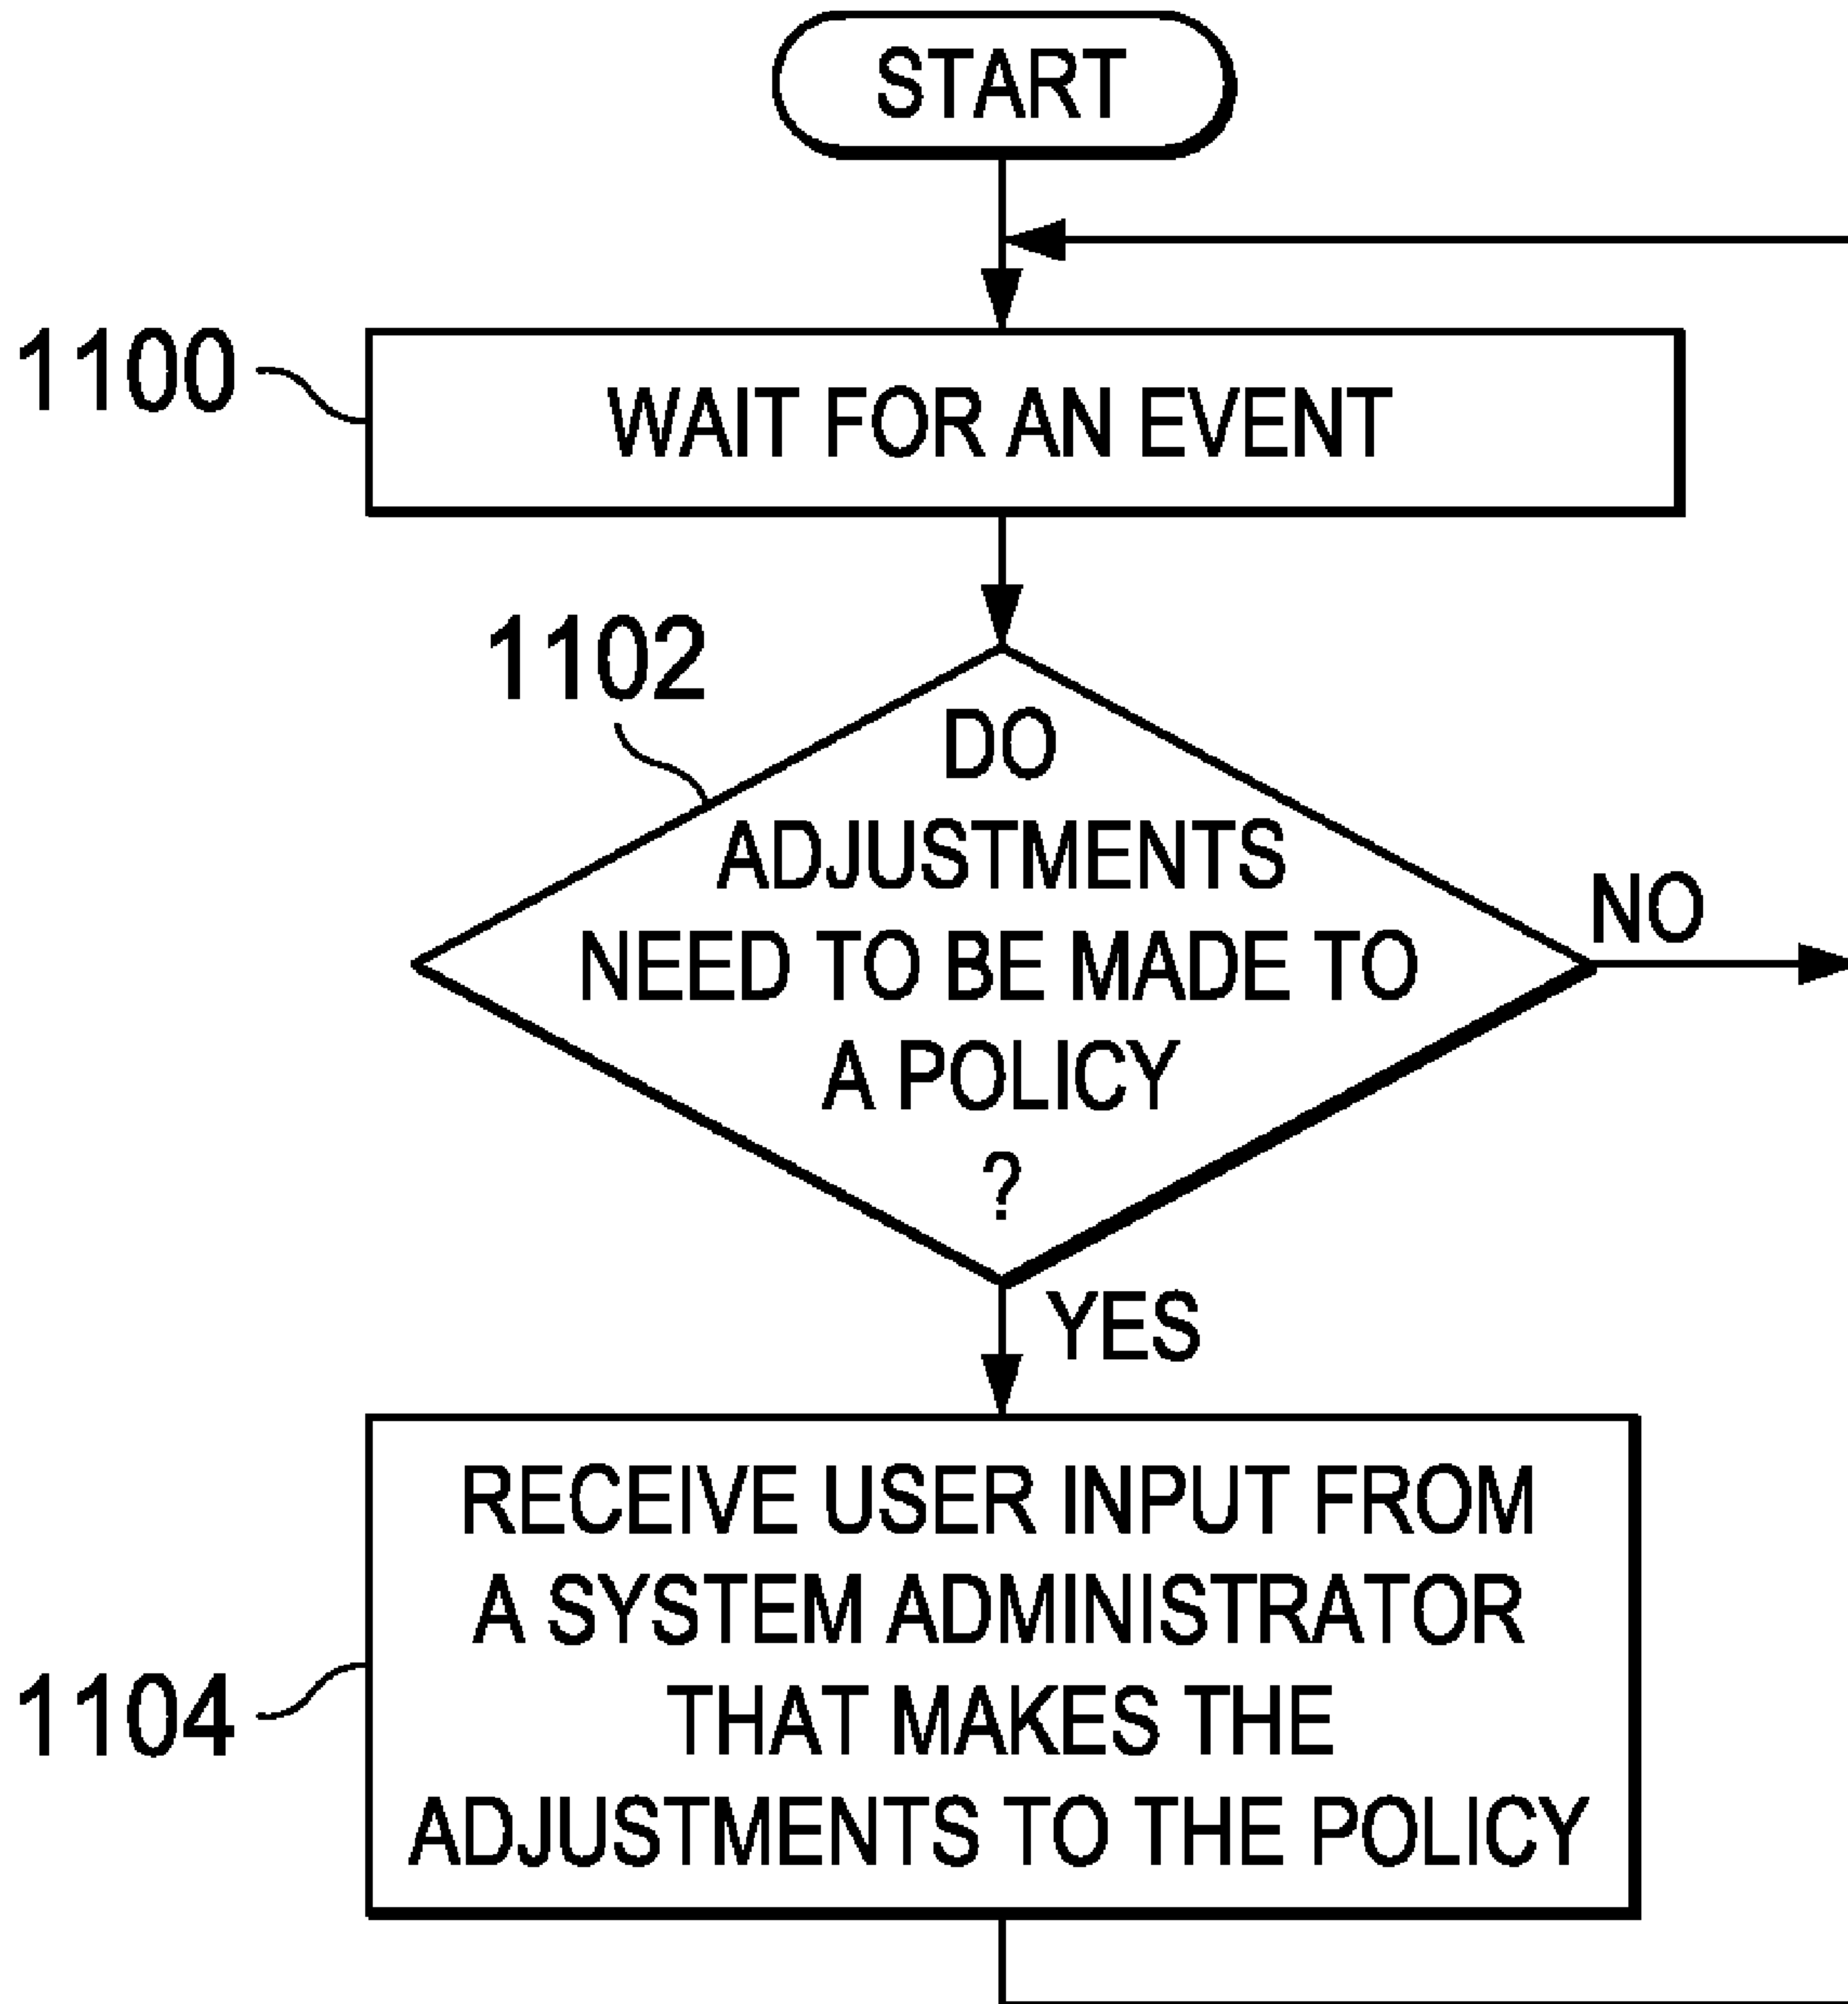 START
1100
WAIT FOR AN EVENT
1102
DO
ADJUSTMENTS
NEED TO BE MADE TO
A POLICY
?
NO
YES
1104
RECEIVE USER INPUT FROM
A SYSTEM ADMINISTRATOR
THAT MAKES THE
ADJUSTMENTS TO THE POLICY